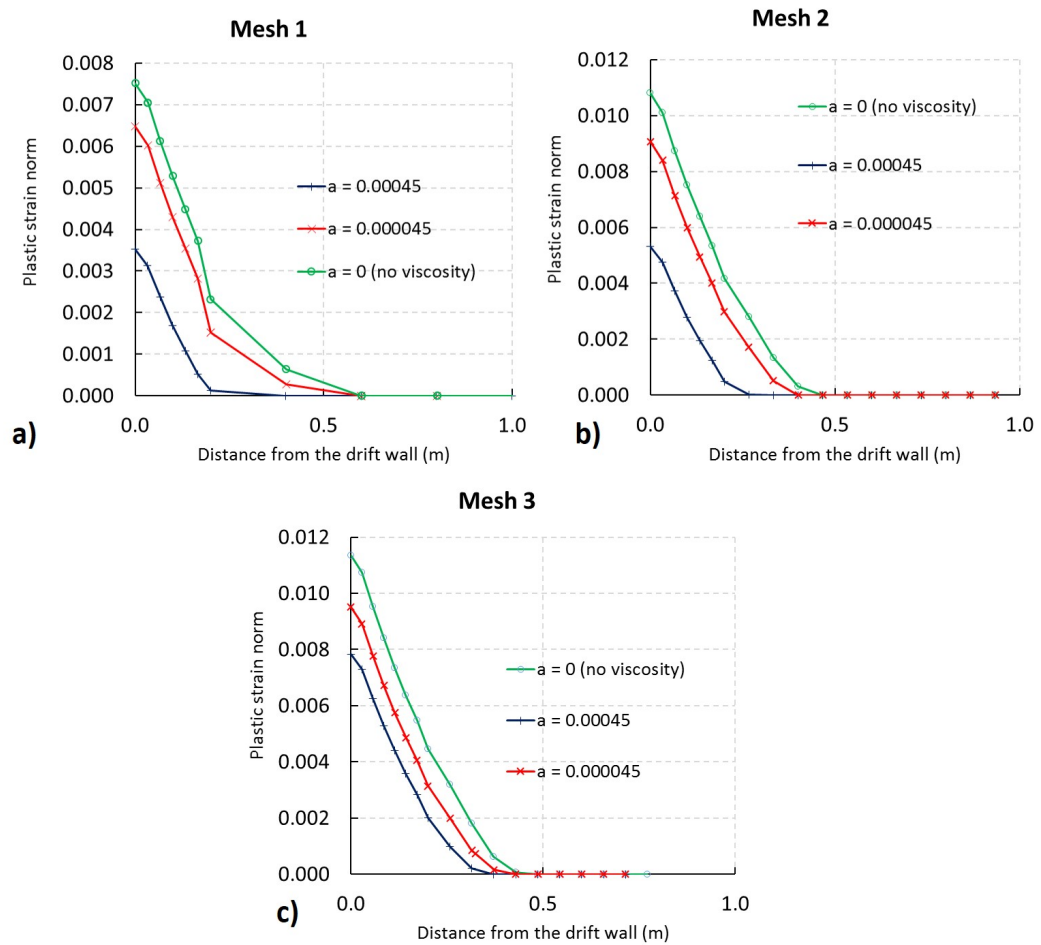 Mesh 1
0.008
0.007
0.006
0.005
0.004
0.003
0.002
0.001
0.000
Plastic strain norm
a = 0.00045
a = 0.000045
a = 0 (no viscosity)
0.0
0.5
1.0
Distance from the drift wall (m)
a)
Mesh 2
0.012
0.010
0.008
0.006
0.004
0.002
0.000
Plastic strain norm
a = 0 (no viscosity)
a = 0.00045
a = 0.000045
0.0
0.5
1.0
Distance from the drift wall (m)
b)
Mesh 3
0.012
0.010
0.008
0.006
0.004
0.002
0.000
Plastic strain norm
a = 0 (no viscosity)
a = 0.00045
a = 0.000045
0.0
0.5
1.0
Distance from the drift wall (m)
c)